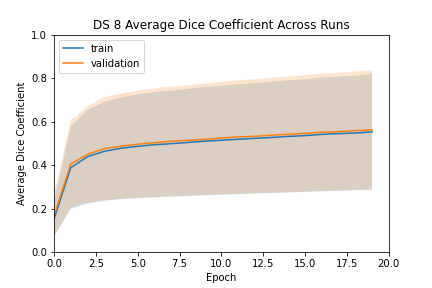 DS 8 Average Dice Coefficient Across Runs
train
validation
Average Dice Coefficient
1.0
0.8
0.6
0.4
0.2
0.0
0.0 2.5 5.0 7.5 10.0 12.5 15.0 17.5 20.0
Epoch